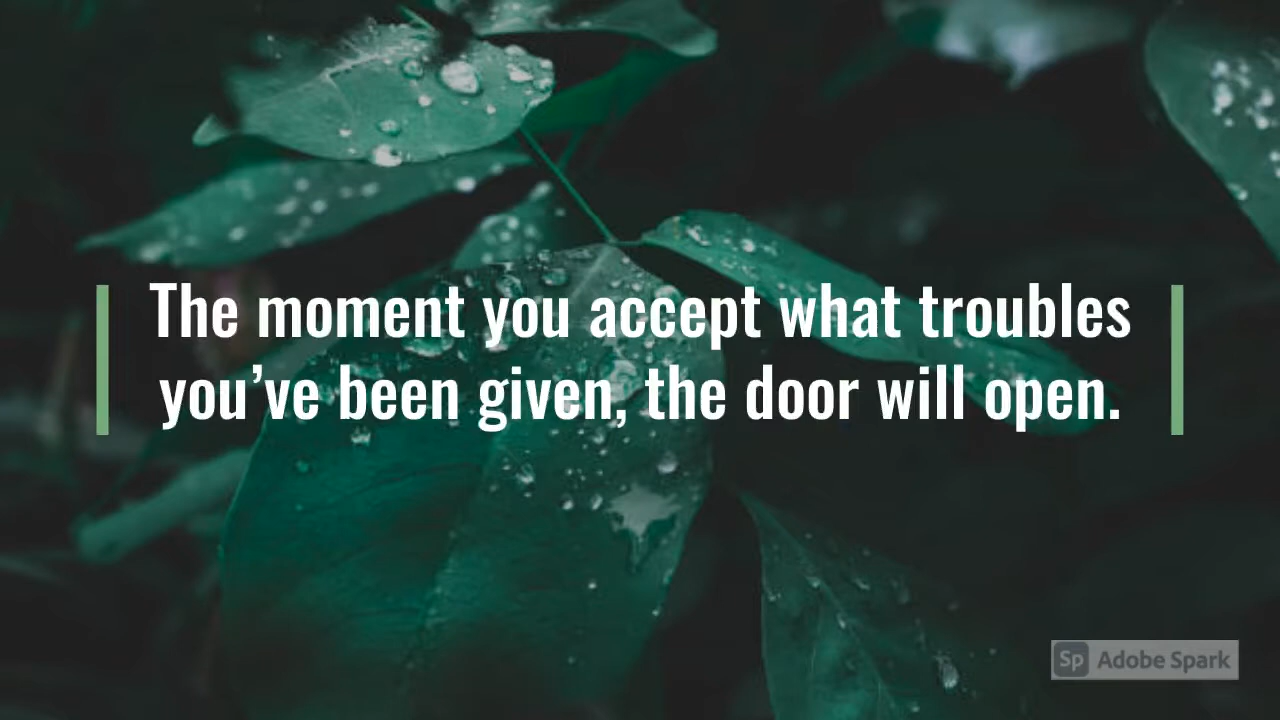 The moment you accept what troubles
you’ve been given, the door will open.
Sp Adobe Spark